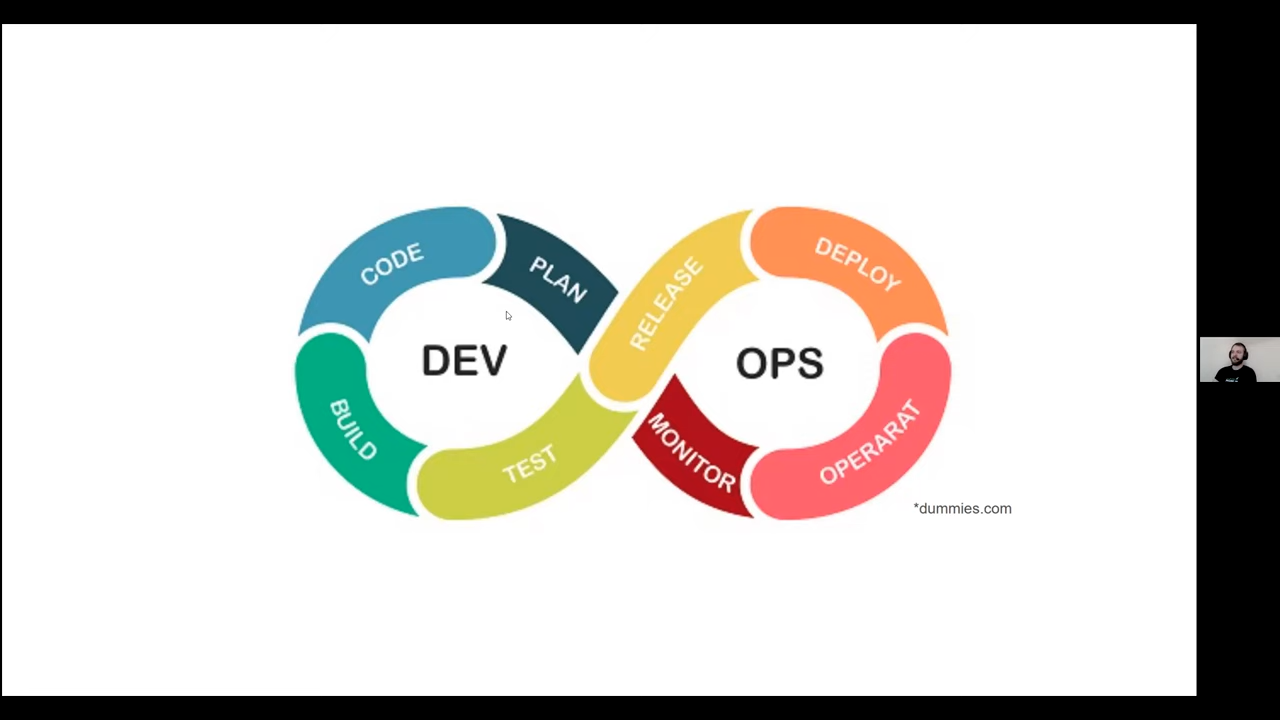 CODE
PLAN
RELEASE
DEPLOY
DEV
OPS
BUILD
TEST
MONITOR
OPERARAT
*dummies.com